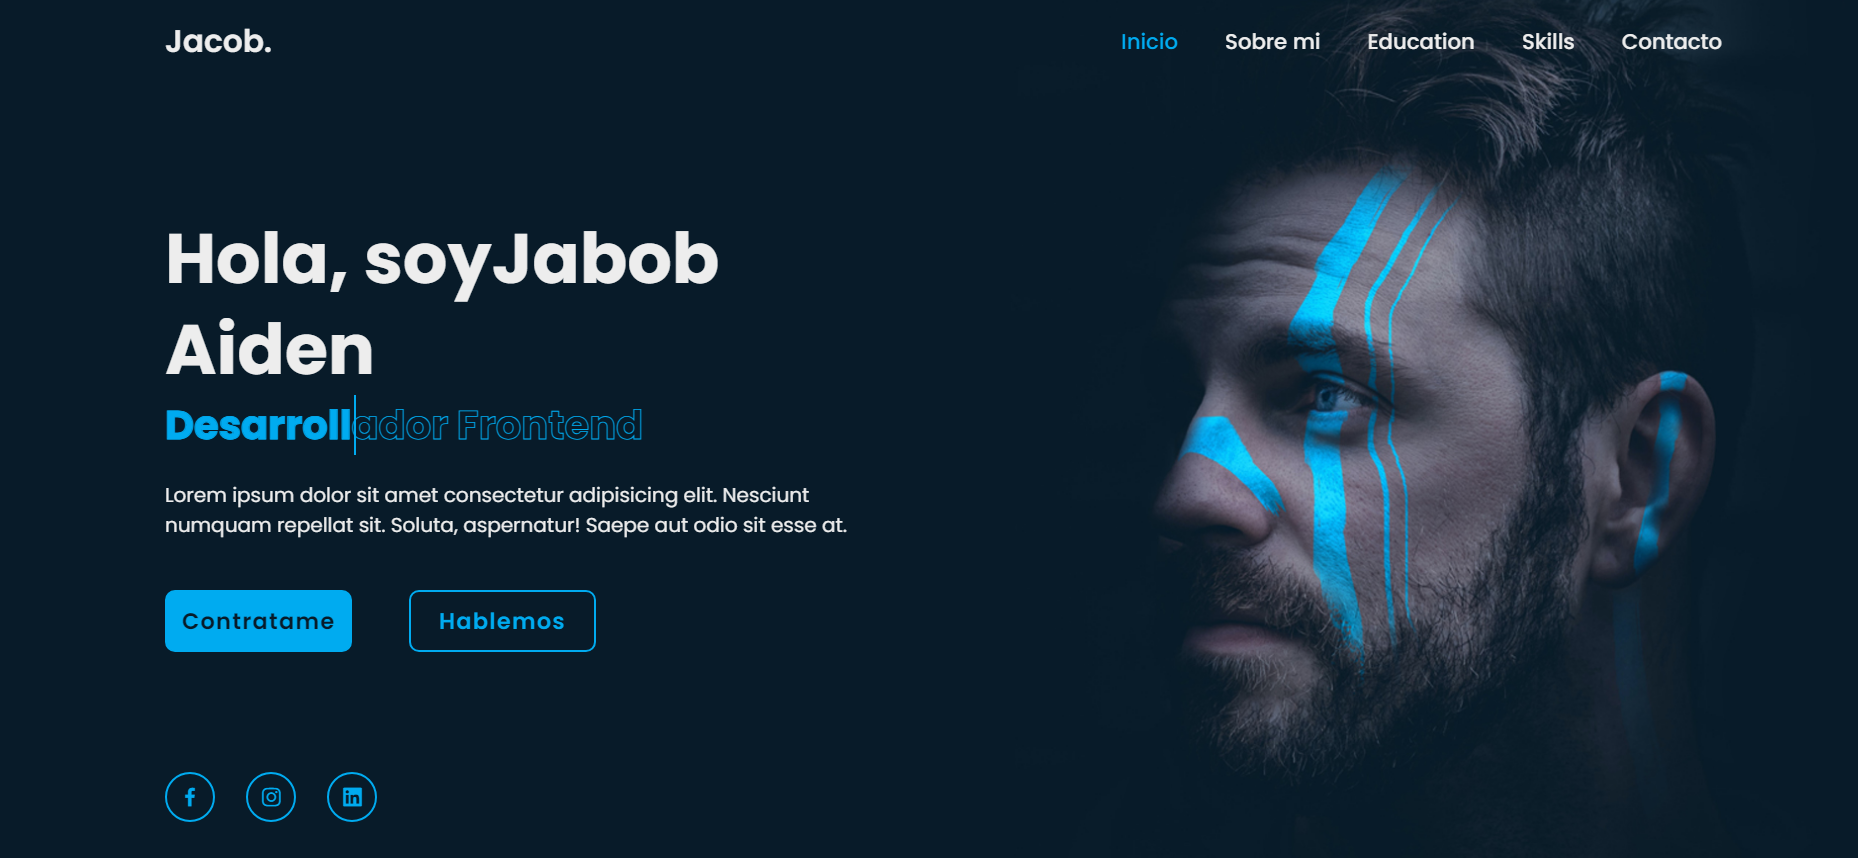 Jacob.
Inicio Sobre mi Education Skills Contacto
Hola, soyJabob
Aiden
Desarrollador Frontend
Lorem ipsum dolor sit amet consectetur adipisicing elit. Nesciunt
numquam repellat sit. Soluta, aspernatur! Saepe aut odio sit esse at.
Contratame Hablemos